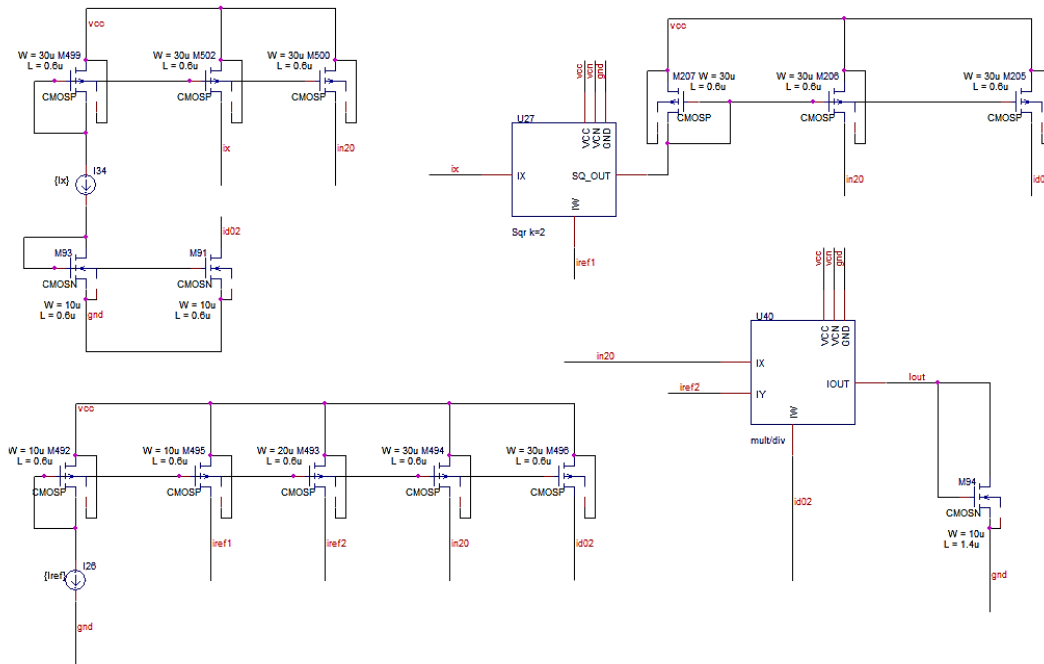 vcc
W = 30u M499
L = 0.6u
CMOSP
W = 30u M502
L = 0.6u
CMOSP
W = 30u M500
L = 0.6u
CMOSP
ix
in20
{Ix}
I34
id02
M93
CMOSN
W = 10u
L = 0.6u
gnd
M91
CMOSN
W = 10u
L = 0.6u
vcc
vcn
gnd
U27
VCC
VCN
GND
ix
IX
SQ_OUT
IW
Sqr k=2
iref1
vcc
M207 W = 30u
L = 0.6u
CMOSP
W = 30u M206
L = 0.6u
CMOSP
W = 30u M205
L = 0.6u
CMOSP
in20
vcc
vcn
gnd
U40
VCC
VCN
GND
in20
IX
iref2
IY
IOUT
Iout
IW
mult/div
id02
M94
CMOSN
W = 10u
L = 1.4u
gnd
vcc
W = 10u M492
L = 0.6u
CMOSP
W = 10u M495
L = 0.6u
CMOSP
W = 20u M493
L = 0.6u
CMOSP
W = 30u M494
L = 0.6u
CMOSP
W = 30u M496
L = 0.6u
CMOSP
iref1
iref2
in20
id02
{Iref}
I26
gnd